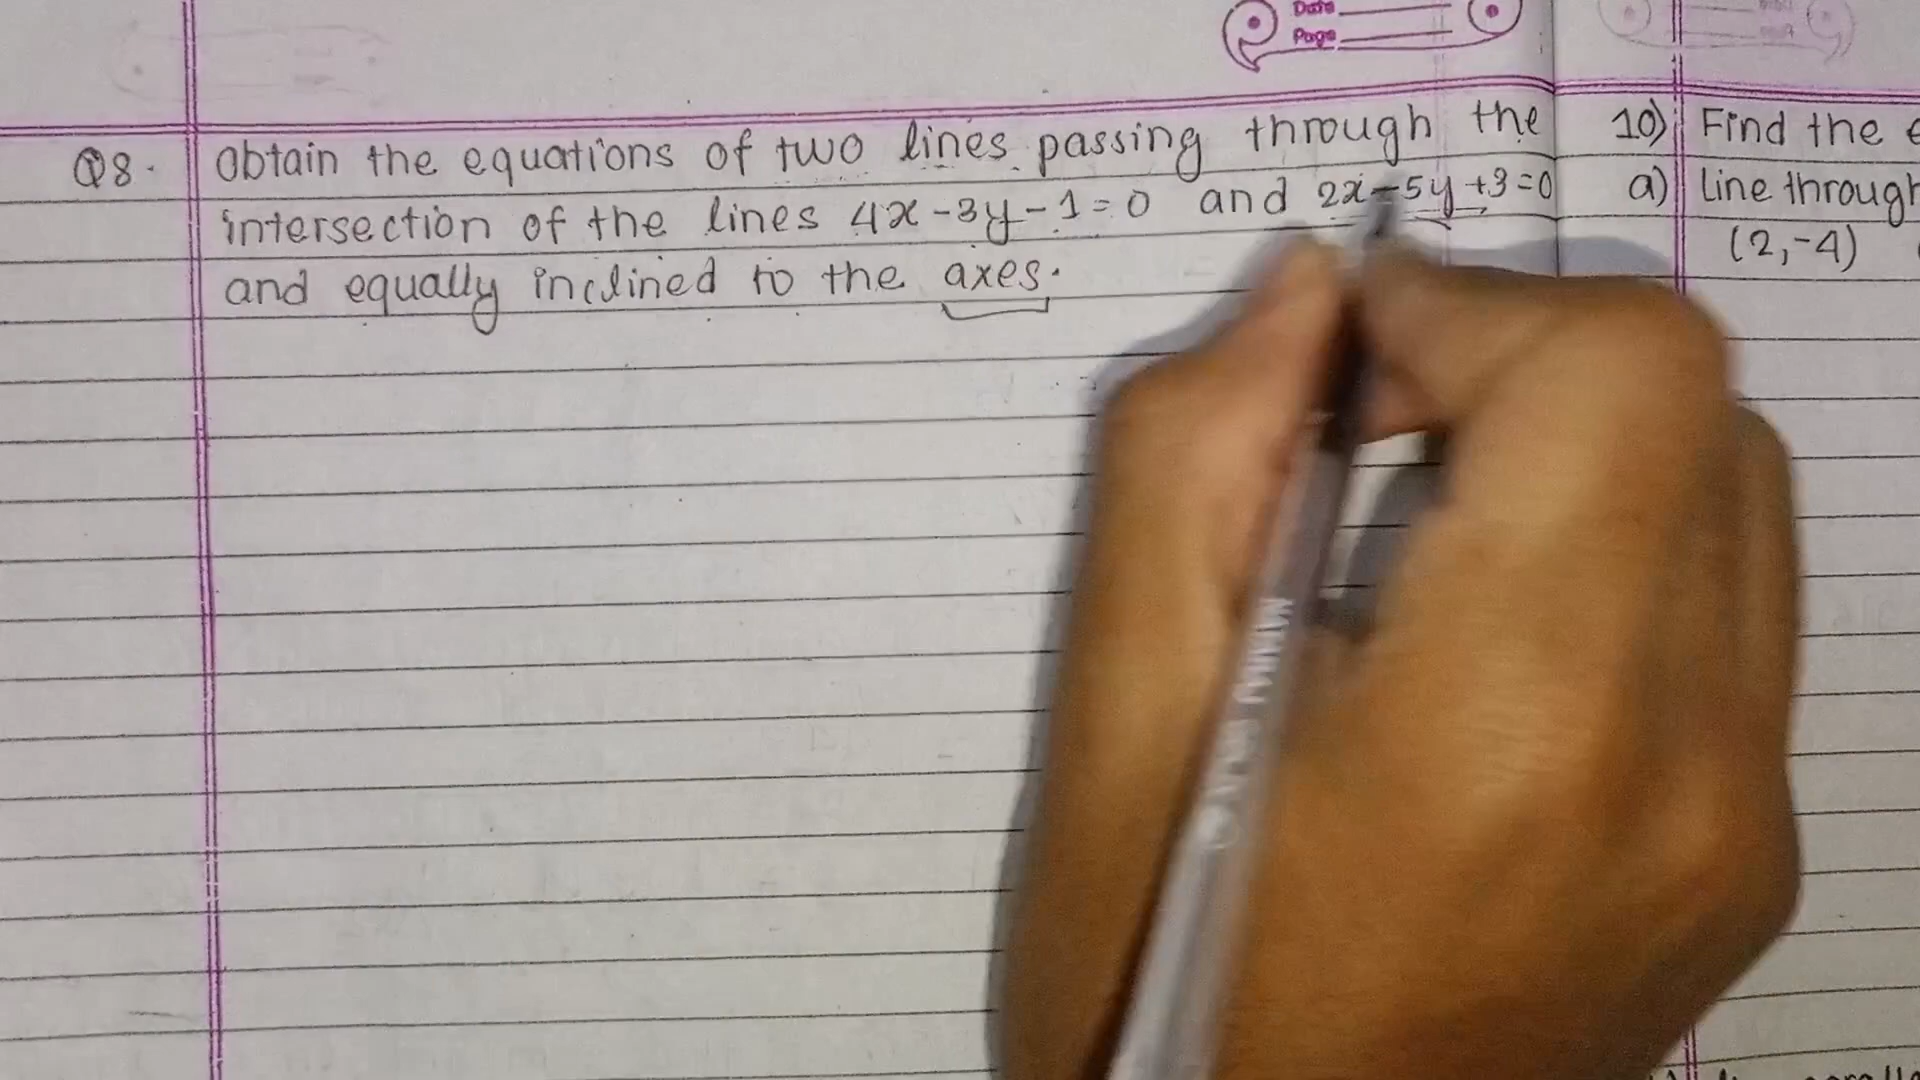 Date
Page
Q8. Obtain the equations of two lines passing through the
intersection of the lines 4x-3y-1=0 and 2x-5y+3=0
and equally inclined to the axes.
10) Find the
a) Line through
(2,-4)